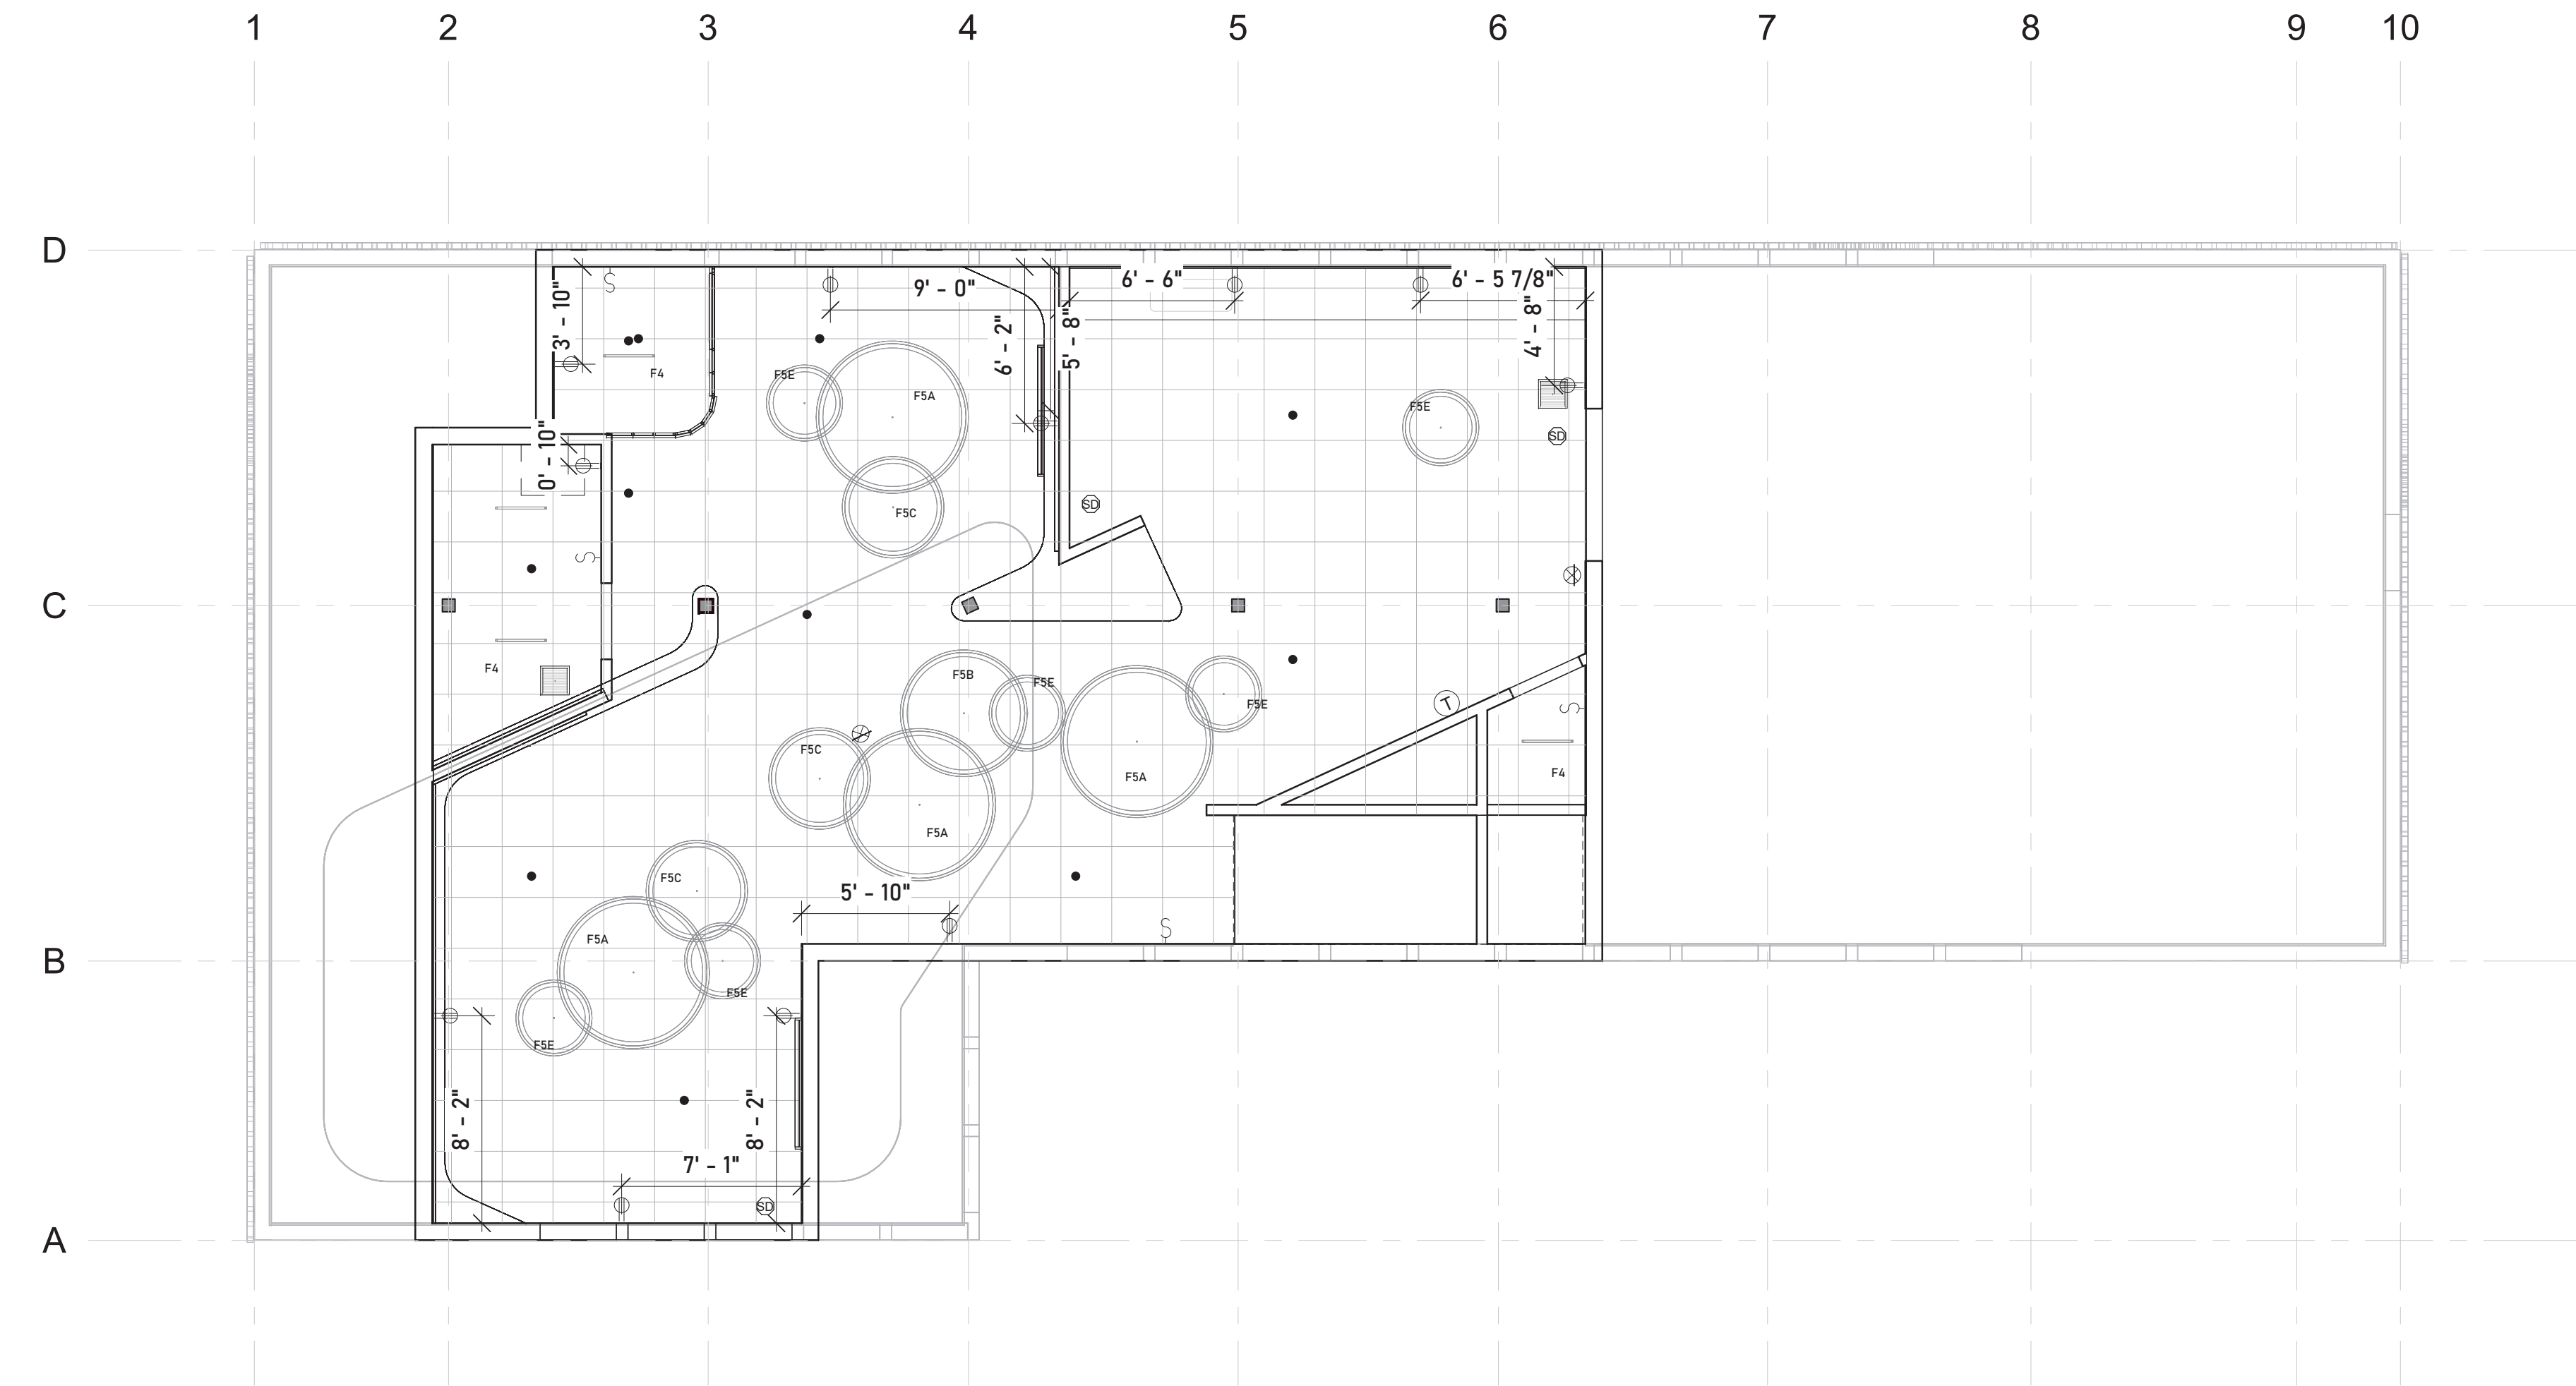 1 2 3 4 5 6 7 8 9 10
D
S
3' - 10"
9' - 0"
6' - 6"
6' - 5 7/8"
6' - 2"
5' - 8"
4' - 8"
F4
F5E
F5A
F5E
0' - 10"
SD
SD
F5C
S
C
F4
F5B
F5E
F5E
T
S
F5C
F5A
F4
F5A
F5C
5' - 10"
F5A
S
B
F5E
F5E
8' - 2"
8' - 2"
7' - 1"
SD
A